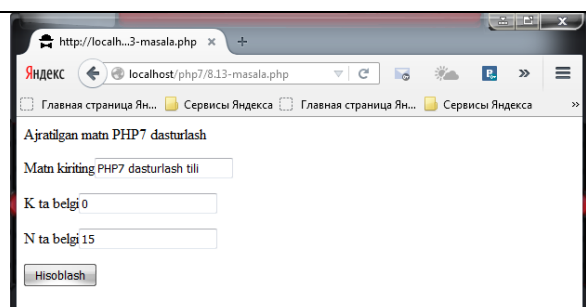 http://localh...3-masala.php × +
Яндекс localhost/php7/8.13-masala.php »
Главная страница Ян... Сервисы Яндекса Главная страница Ян... Сервисы Яндекса »
Ajratilgan matn PHP7 dasturlash
Matn kiriting PHP7 dasturlash tili
K ta belgi 0
N ta belgi 15
Hisoblash